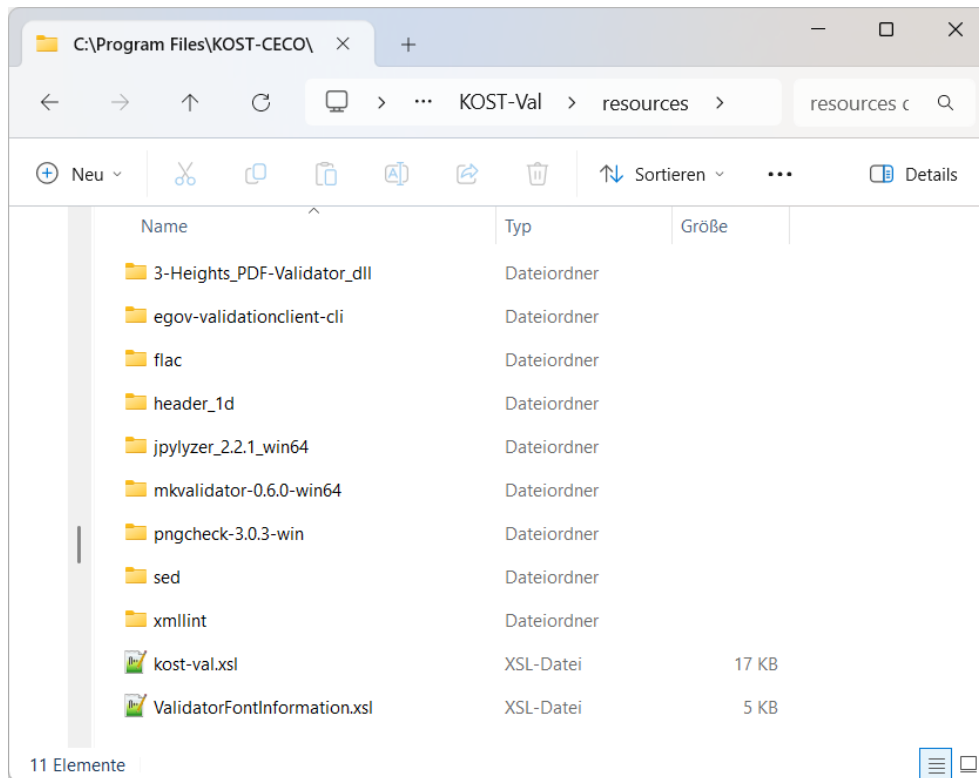 C:\Program Files\KOST-CECO\
KOST-Val > resources > resources c
Neu Sortieren Details
Name Typ Größe
3-Heights_PDF-Validator_dll Dateiordner
egov-validationclient-cli Dateiordner
flac Dateiordner
header_1d Dateiordner
jpylyzer_2.2.1_win64 Dateiordner
mkvalidator-0.6.0-win64 Dateiordner
pngcheck-3.0.3-win Dateiordner
sed Dateiordner
xmllint Dateiordner
kost-val.xsl XSL-Datei 17 KB
ValidatorFontInformation.xsl XSL-Datei 5 KB
11 Elemente